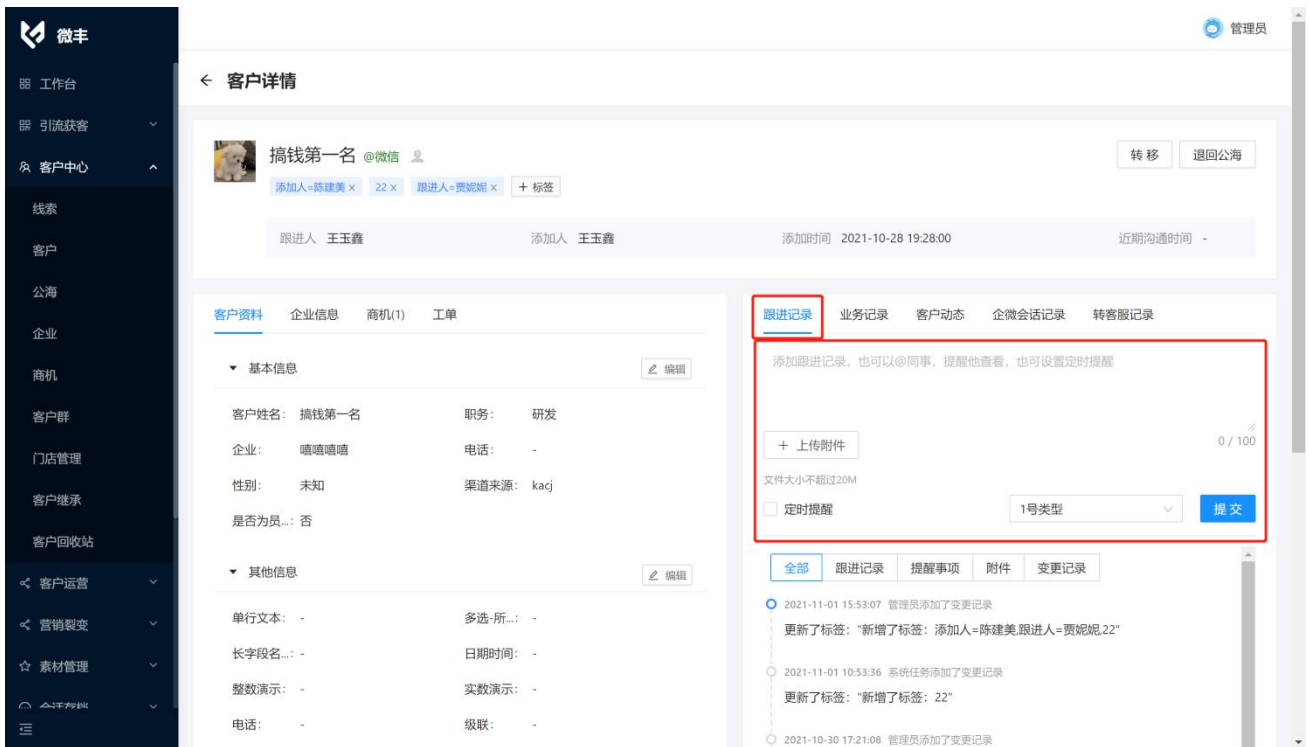 微丰
管理员
工作台
引流获客
客户中心
线索
客户
公海
企业
商机
客户群
门店管理
客户继承
客户回收站
客户运营
营销裂变
素材管理
会话存档
← 客户详情
搞钱第一名 @微信
转 移 退回公海
添加人=陈建美 × 22 × 跟进人=贾妮妮 × + 标签
跟进人 王玉鑫 添加人 王玉鑫 添加时间 2021-10-28 19:28:00 近期沟通时间 -
客户资料 企业信息 商机(1) 工单
基本信息 编辑
客户姓名: 搞钱第一名 职务: 研发
企业: 嘻嘻嘻嘻 电话: -
性别: 未知 渠道来源: kacj
是否为员...: 否
其他信息 编辑
单行文本: - 多选-所...: -
长字段名...: - 日期时间: -
整数演示: - 实数演示: -
电话: - 级联: -
跟进记录 业务记录 客户动态 企微会话记录 转客服记录
添加跟进记录，也可以@同事，提醒他查看，也可设置定时提醒
0 / 100
+ 上传附件
文件大小不超过20M
定时提醒 1号类型 提 交
全部 跟进记录 提醒事项 附件 变更记录
2021-11-01 15:53:07 管理员添加了变更记录
更新了标签: "新增了标签: 添加人=陈建美,跟进人=贾妮妮,22"
2021-11-01 10:53:36 系统任务添加了变更记录
更新了标签: "新增了标签: 22"
2021-10-30 17:21:08 管理员添加了变更记录